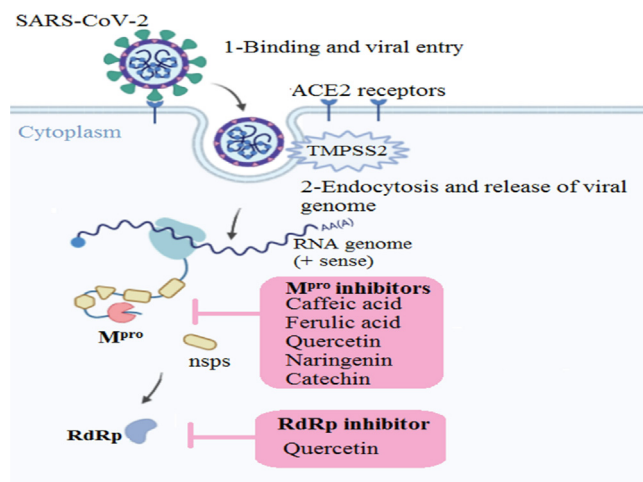 SARS-CoV-2
1-Binding and viral entry
ACE2 receptors
Cytoplasm
TMPSS2
2-Endocytosis and release of viral
genome
AA(A)
RNA genome
(+ sense)
Mpro inhibitors
Caffeic acid
Ferulic acid
Quercetin
Naringenin
Catechin
Mpro
nsps
RdRp
RdRp inhibitor
Quercetin